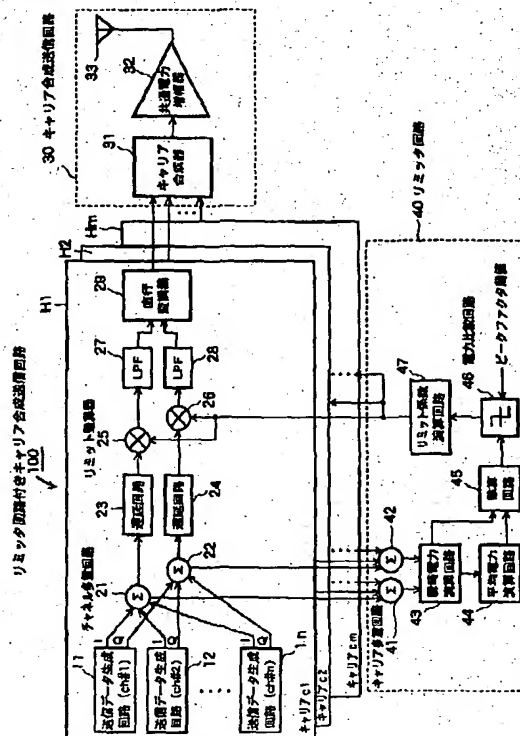 リミッタ回路付きキャリア合成送信回路
100
30 キャリア合成送信回路
33
32
共通電力
増幅器
31
キャリア
合成器
Hm
H2
H1
29
直行
変調器
27
LPF
28
LPF
リミット乗算器
25
26
23
遅延回路
24
遅延回路
チャネル多重回路
21
Σ
22
Σ
11
送信データ生成
回路 (ch#1)
I
Q
12
送信データ生成
回路 (ch#2)
I
Q
1n
送信データ生成
回路 (ch#n)
I
Q
キャリアc1
キャリアc2
キャリアcm
40 リミッタ回路
キャリア多重回路
41
Σ
42
Σ
43
瞬時電力
演算回路
44
平均電力
演算回路
45
除算
回路
46 電力比較回路
ピークファクタ閾値
47
リミット係数
演算回路